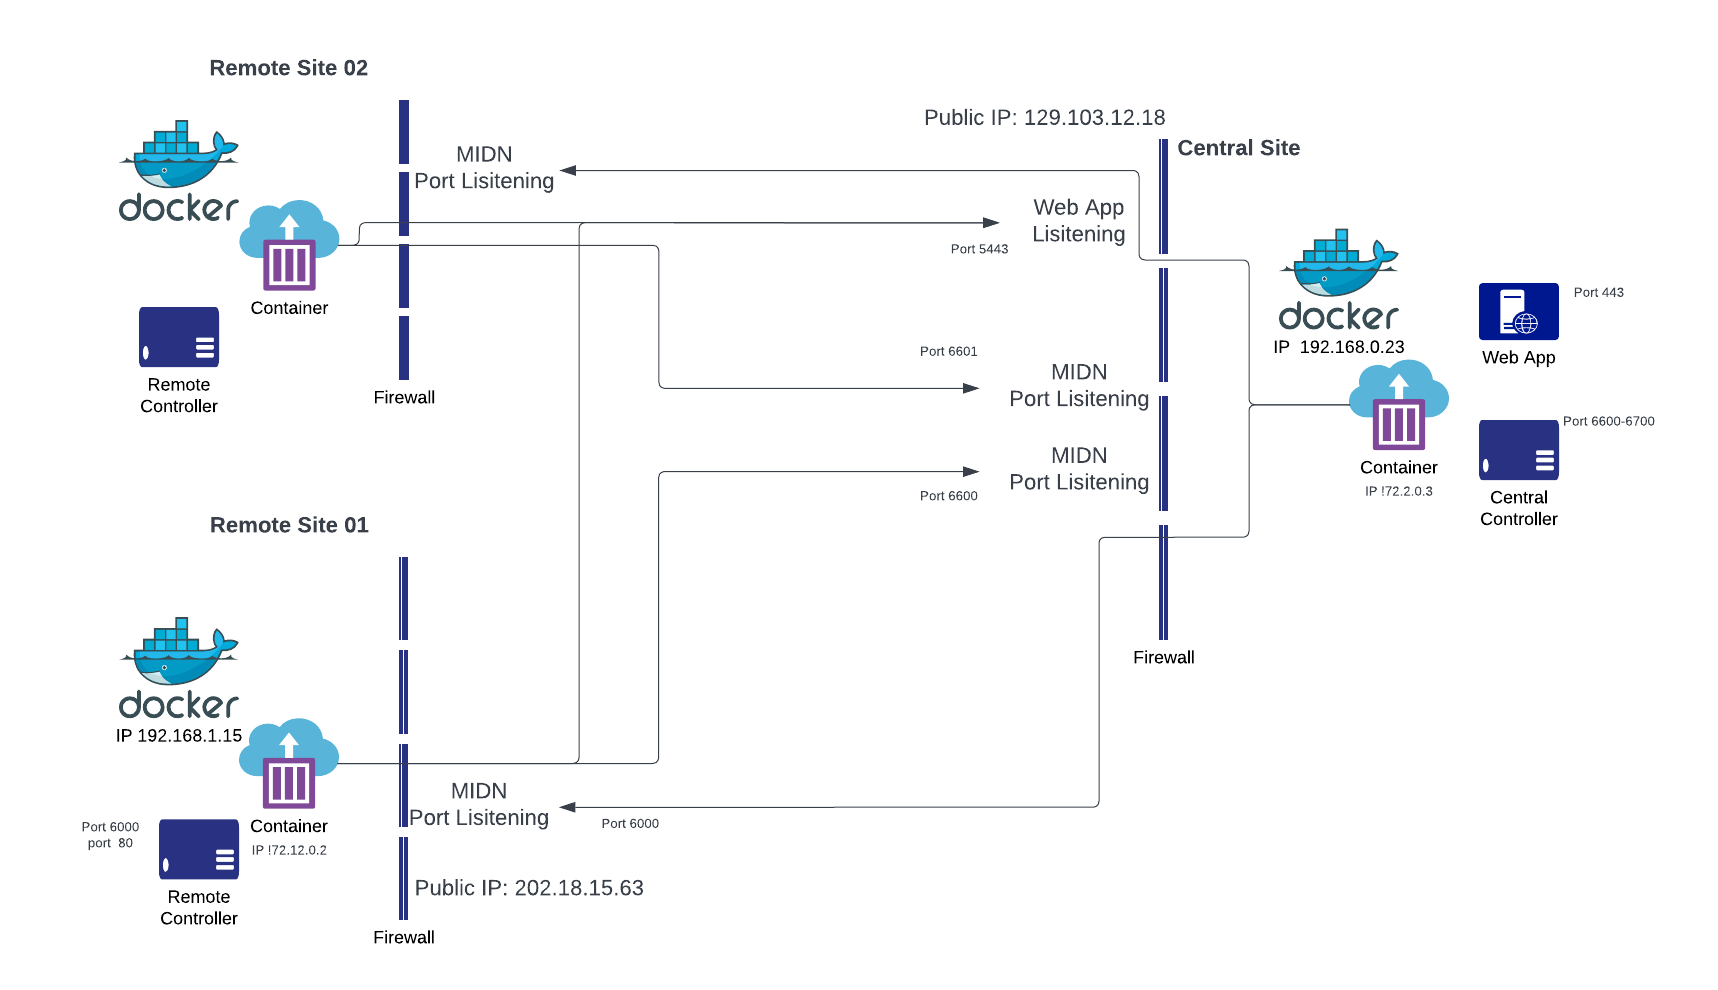 Remote Site 02
docker
Container
Remote
Controller
Firewall
MIDN
Port Lisitening
Public IP: 129.103.12.18
Central Site
Web App
Lisitening
Port 5443
Port 6601
MIDN
Port Lisitening
MIDN
Port Lisitening
Port 6600
docker
IP  192.168.0.23
Container
IP !72.2.0.3
Port 443
Web App
Port 6600-6700
Central
Controller
Firewall
Remote Site 01
docker
IP 192.168.1.15
Container
IP !72.12.0.2
Port 6000
port  80
Remote
Controller
MIDN
Port Lisitening
Port 6000
Public IP: 202.18.15.63
Firewall